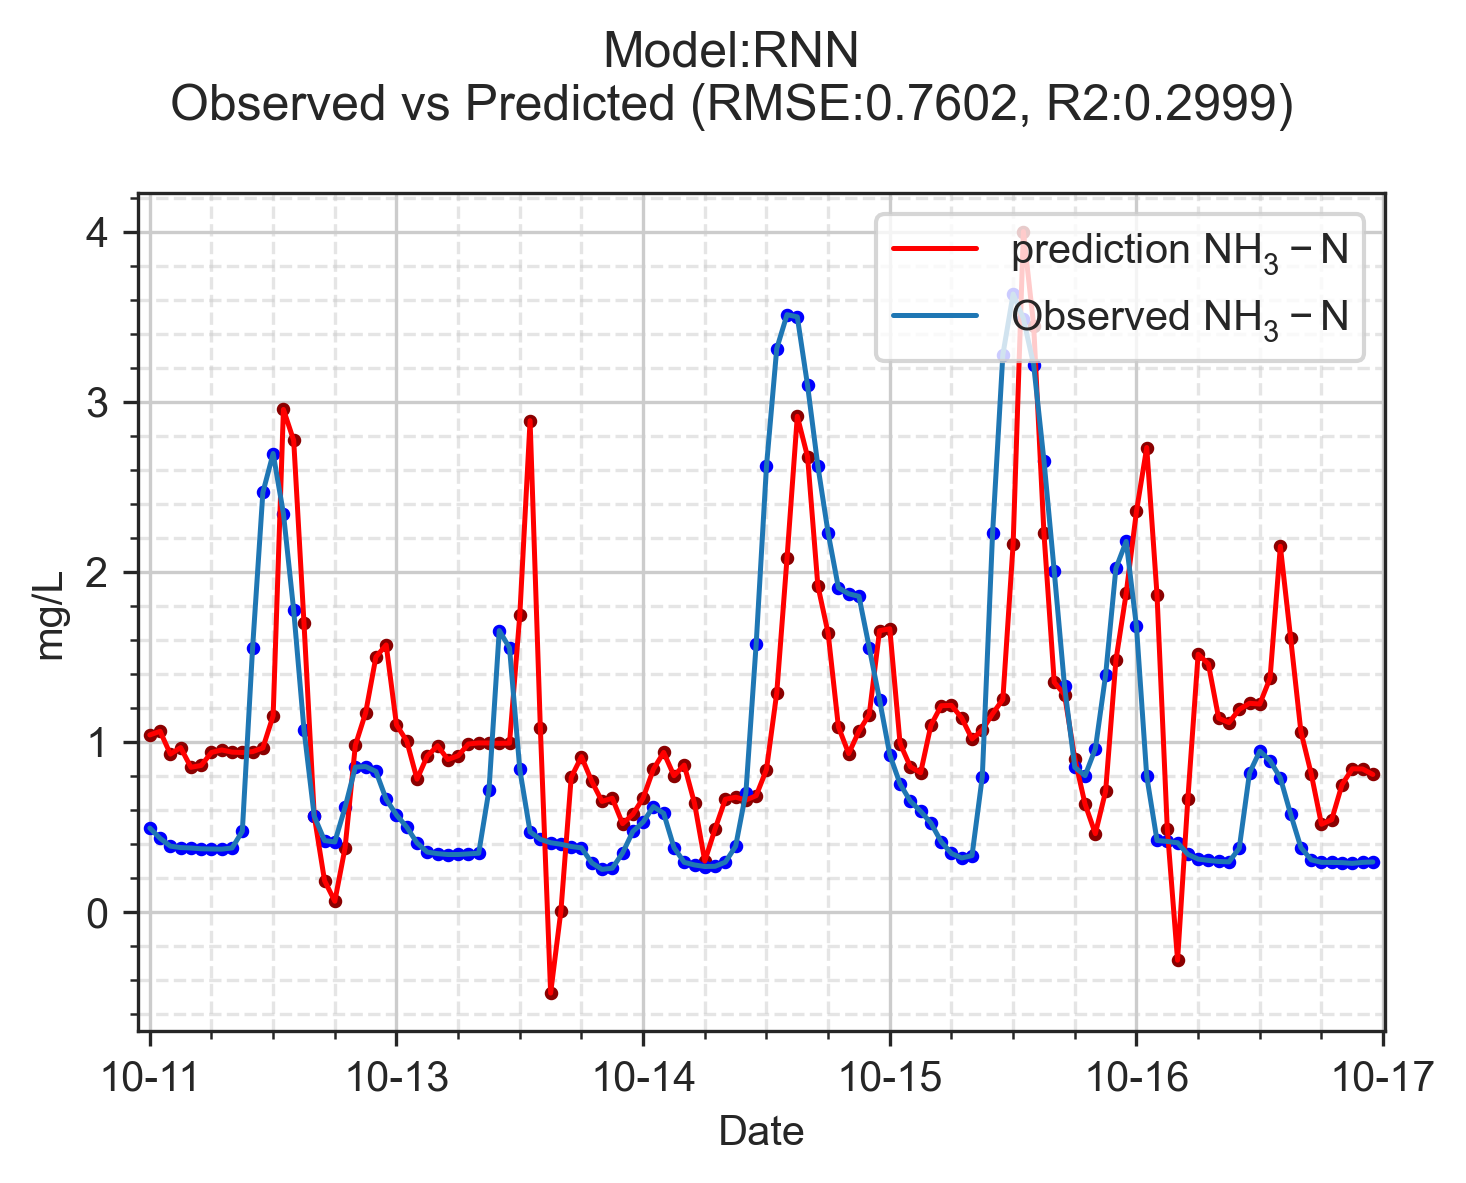 Model:RNN
Observed vs Predicted (RMSE:0.7602, R2:0.2999)
prediction NH₃ − N
Observed NH₃ − N
4
3
2
1
0
mg/L
10-11 10-13 10-14 10-15 10-16 10-17
Date